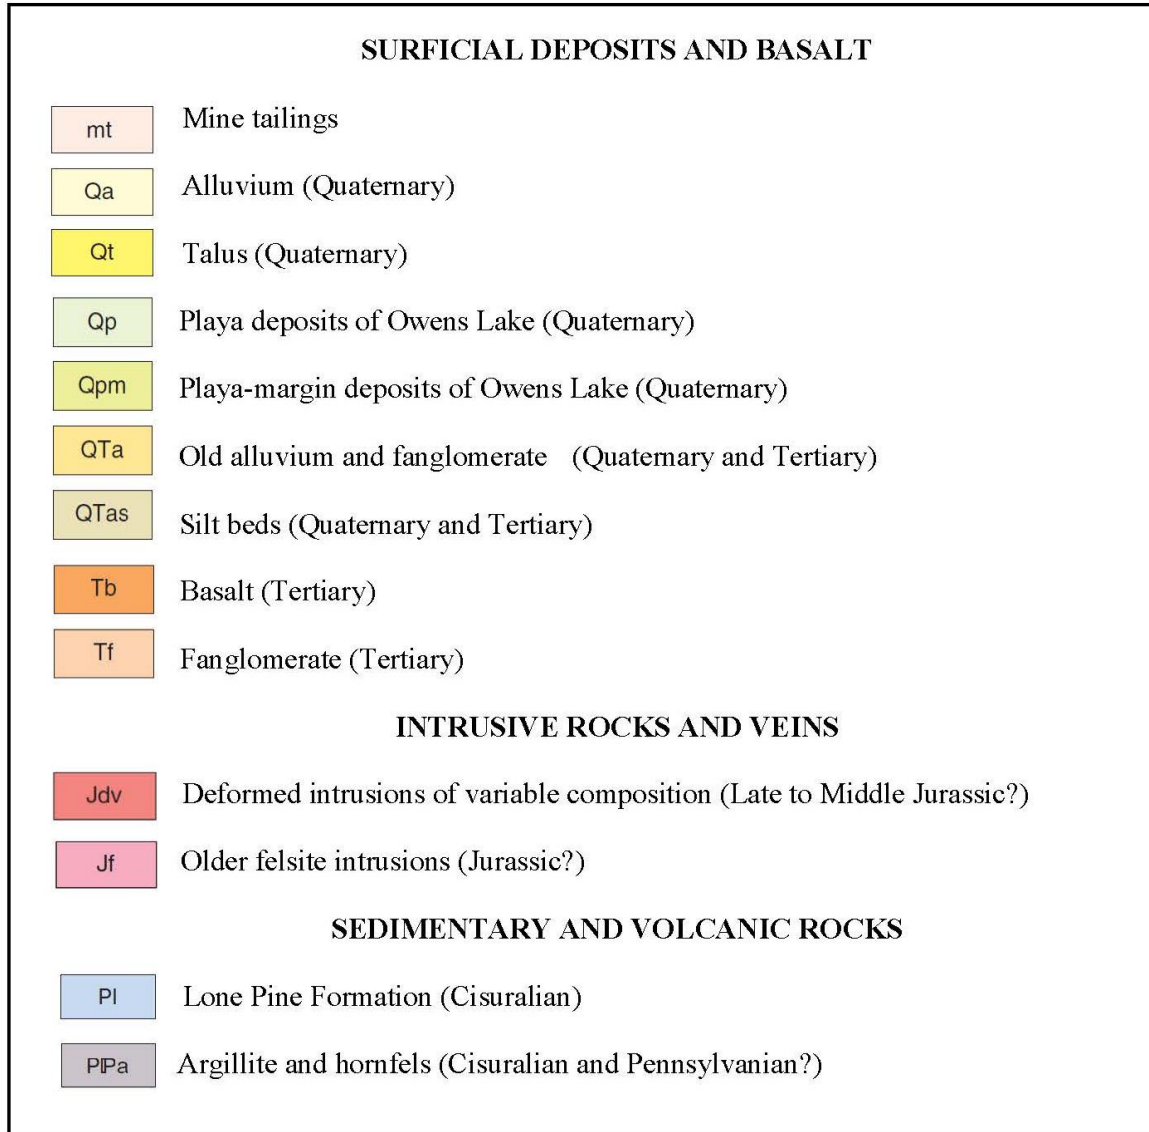 SURFICIAL DEPOSITS AND BASALT
mt Mine tailings
Qa Alluvium (Quaternary)
Qt Talus (Quaternary)
Qp Playa deposits of Owens Lake (Quaternary)
Qpm Playa-margin deposits of Owens Lake (Quaternary)
QTa Old alluvium and fanglomerate (Quaternary and Tertiary)
QTas Silt beds (Quaternary and Tertiary)
Tb Basalt (Tertiary)
Tf Fanglomerate (Tertiary)
INTRUSIVE ROCKS AND VEINS
Jdv Deformed intrusions of variable composition (Late to Middle Jurassic?)
Jf Older felsite intrusions (Jurassic?)
SEDIMENTARY AND VOLCANIC ROCKS
Pl Lone Pine Formation (Cisuralian)
PIPa Argillite and hornfels (Cisuralian and Pennsylvanian?)